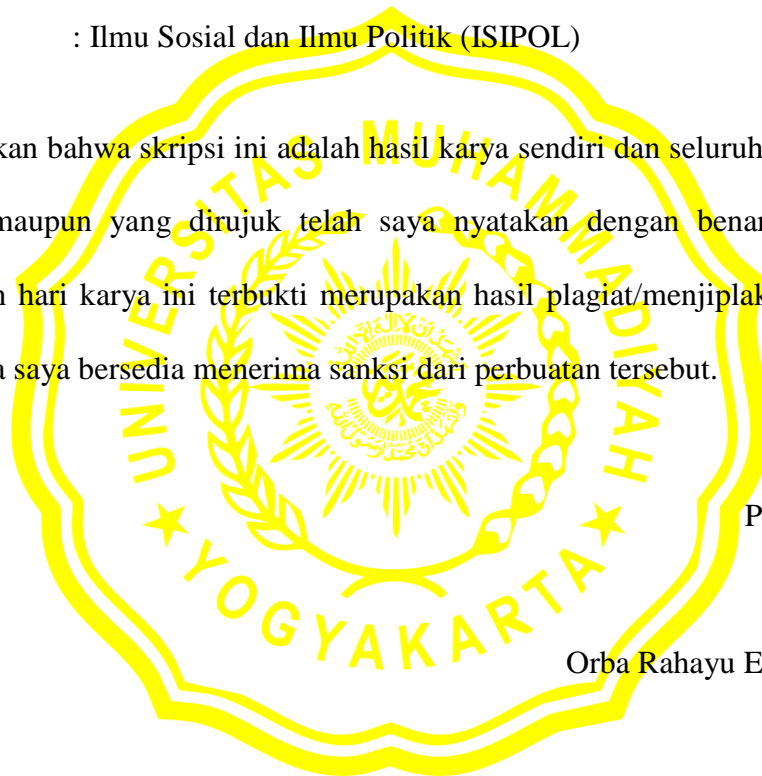 : Ilmu Sosial dan Ilmu Politik (ISIPOL)
kan bahwa skripsi ini adalah hasil karya sendiri dan seluruh
maupun yang dirujuk telah saya nyatakan dengan benar
n hari karya ini terbukti merupakan hasil plagiat/menjiplak
a saya bersedia menerima sanksi dari perbuatan tersebut.
P
Orba Rahayu E
UNIVERSITAS MUHAMMADIYAH
★ YOGYAKARTA ★